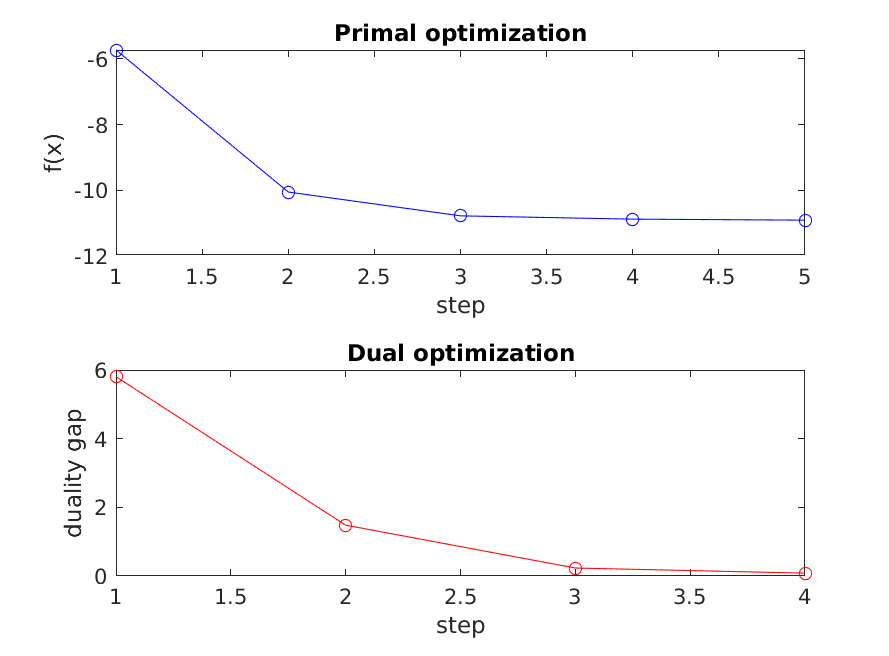 Primal optimization
-6
-8
-10
-12
f(x)
1 1.5 2 2.5 3 3.5 4 4.5 5
step
Dual optimization
6
4
2
0
duality gap
1 1.5 2 2.5 3 3.5 4
step